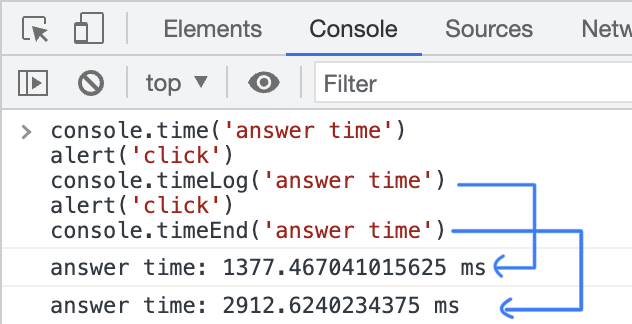 Elements Console Sources Netw
top Filter
console.time('answer time')
alert('click')
console.timeLog('answer time')
alert('click')
console.timeEnd('answer time')
answer time: 1377.467041015625 ms
answer time: 2912.6240234375 ms